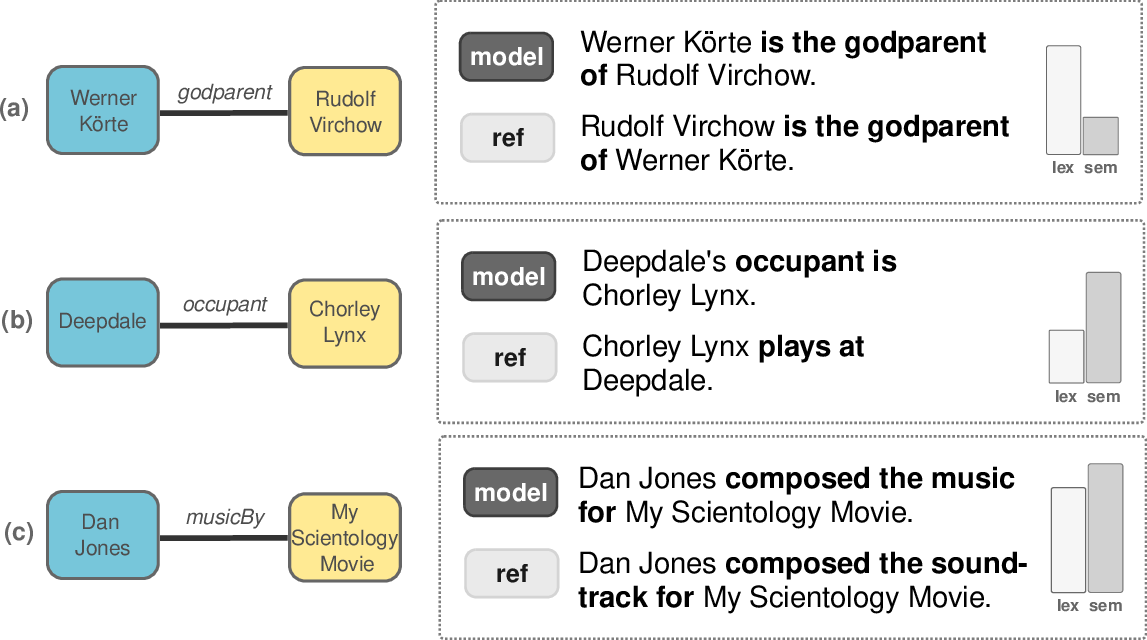 (a)
Werner
Körte
godparent
Rudolf
Virchow
model
Werner Körte is the godparent
of Rudolf Virchow.
ref
Rudolf Virchow is the godparent
of Werner Körte.
lex sem
(b)
Deepdale
occupant
Chorley
Lynx
model
Deepdale's occupant is
Chorley Lynx.
ref
Chorley Lynx plays at
Deepdale.
lex sem
(c)
Dan
Jones
musicBy
My
Scientology
Movie
model
Dan Jones composed the music
for My Scientology Movie.
ref
Dan Jones composed the sound-
track for My Scientology Movie.
lex sem